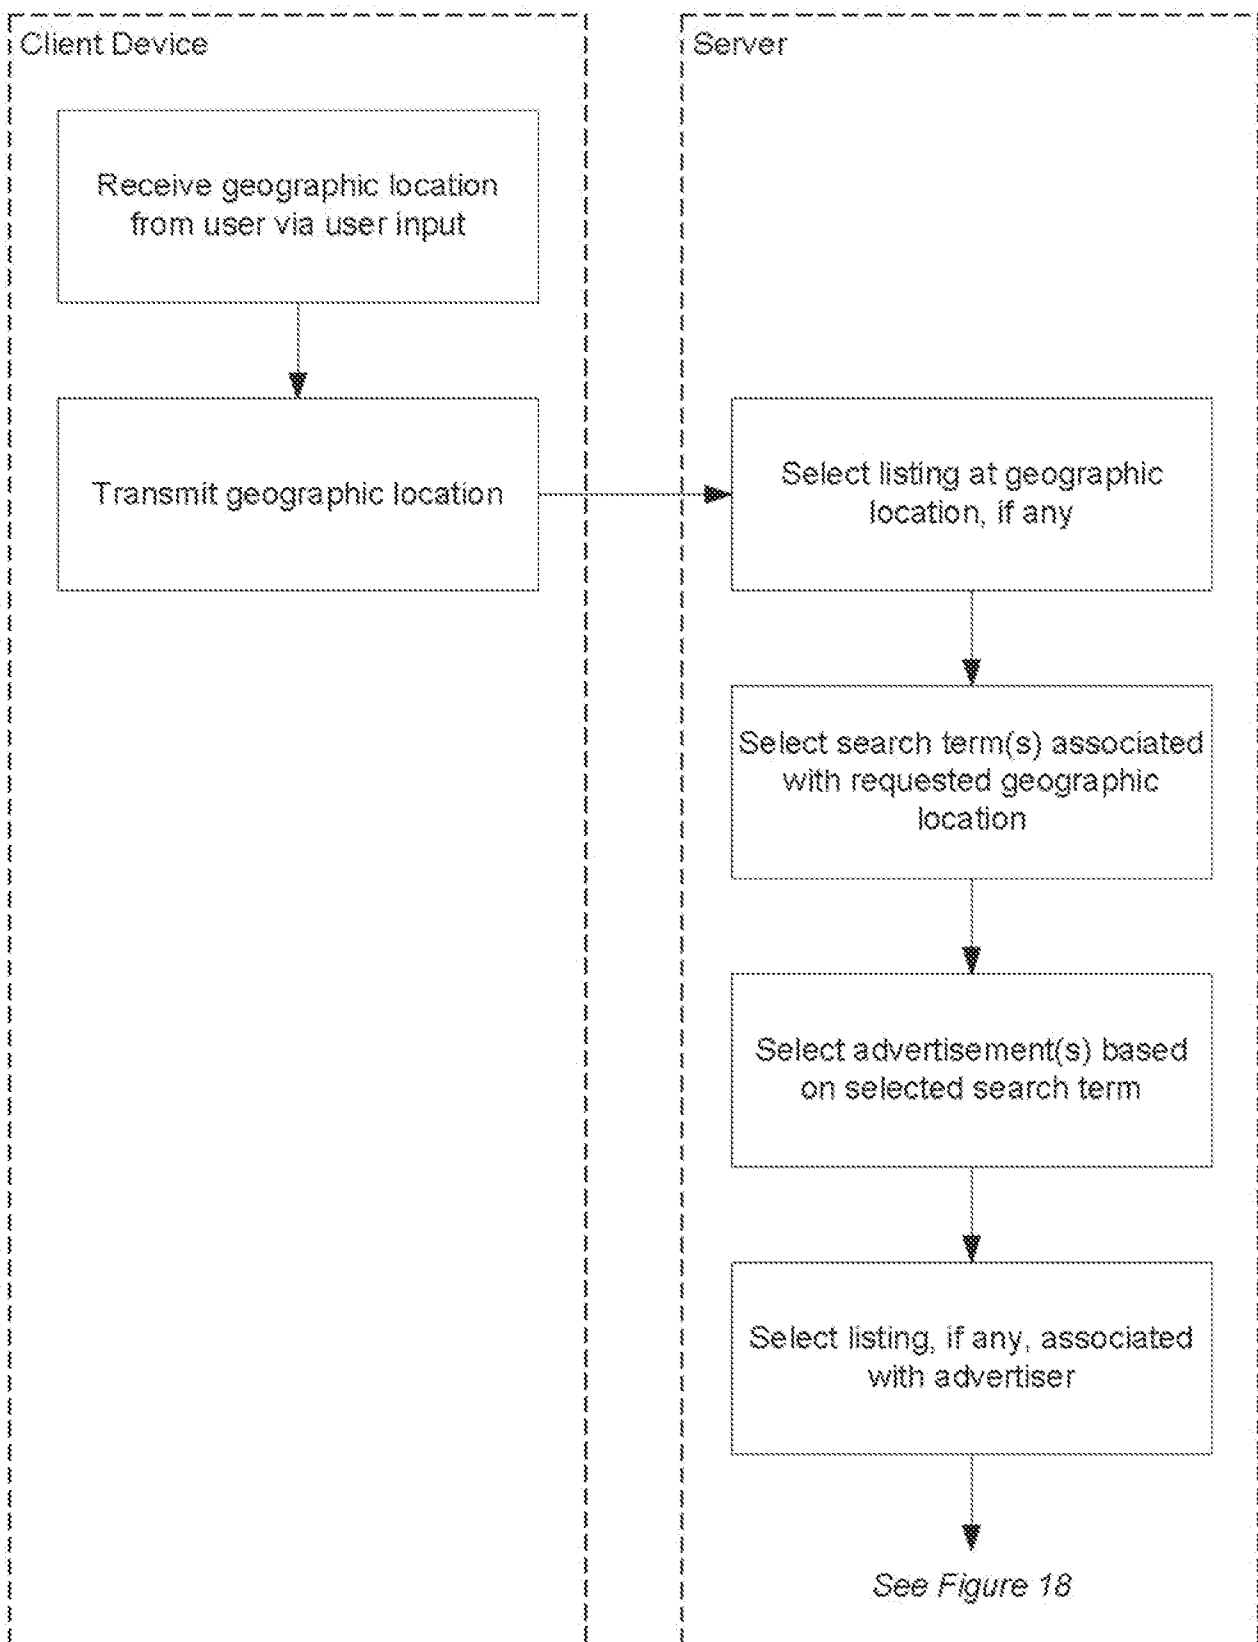 Client Device
Receive geographic location
from user via user input
Transmit geographic location
Server
Select listing at geographic
location, if any
Select search term(s) associated
with requested geographic
location
Select advertisement(s) based
on selected search term
Select listing, if any, associated
with advertiser
See Figure 18